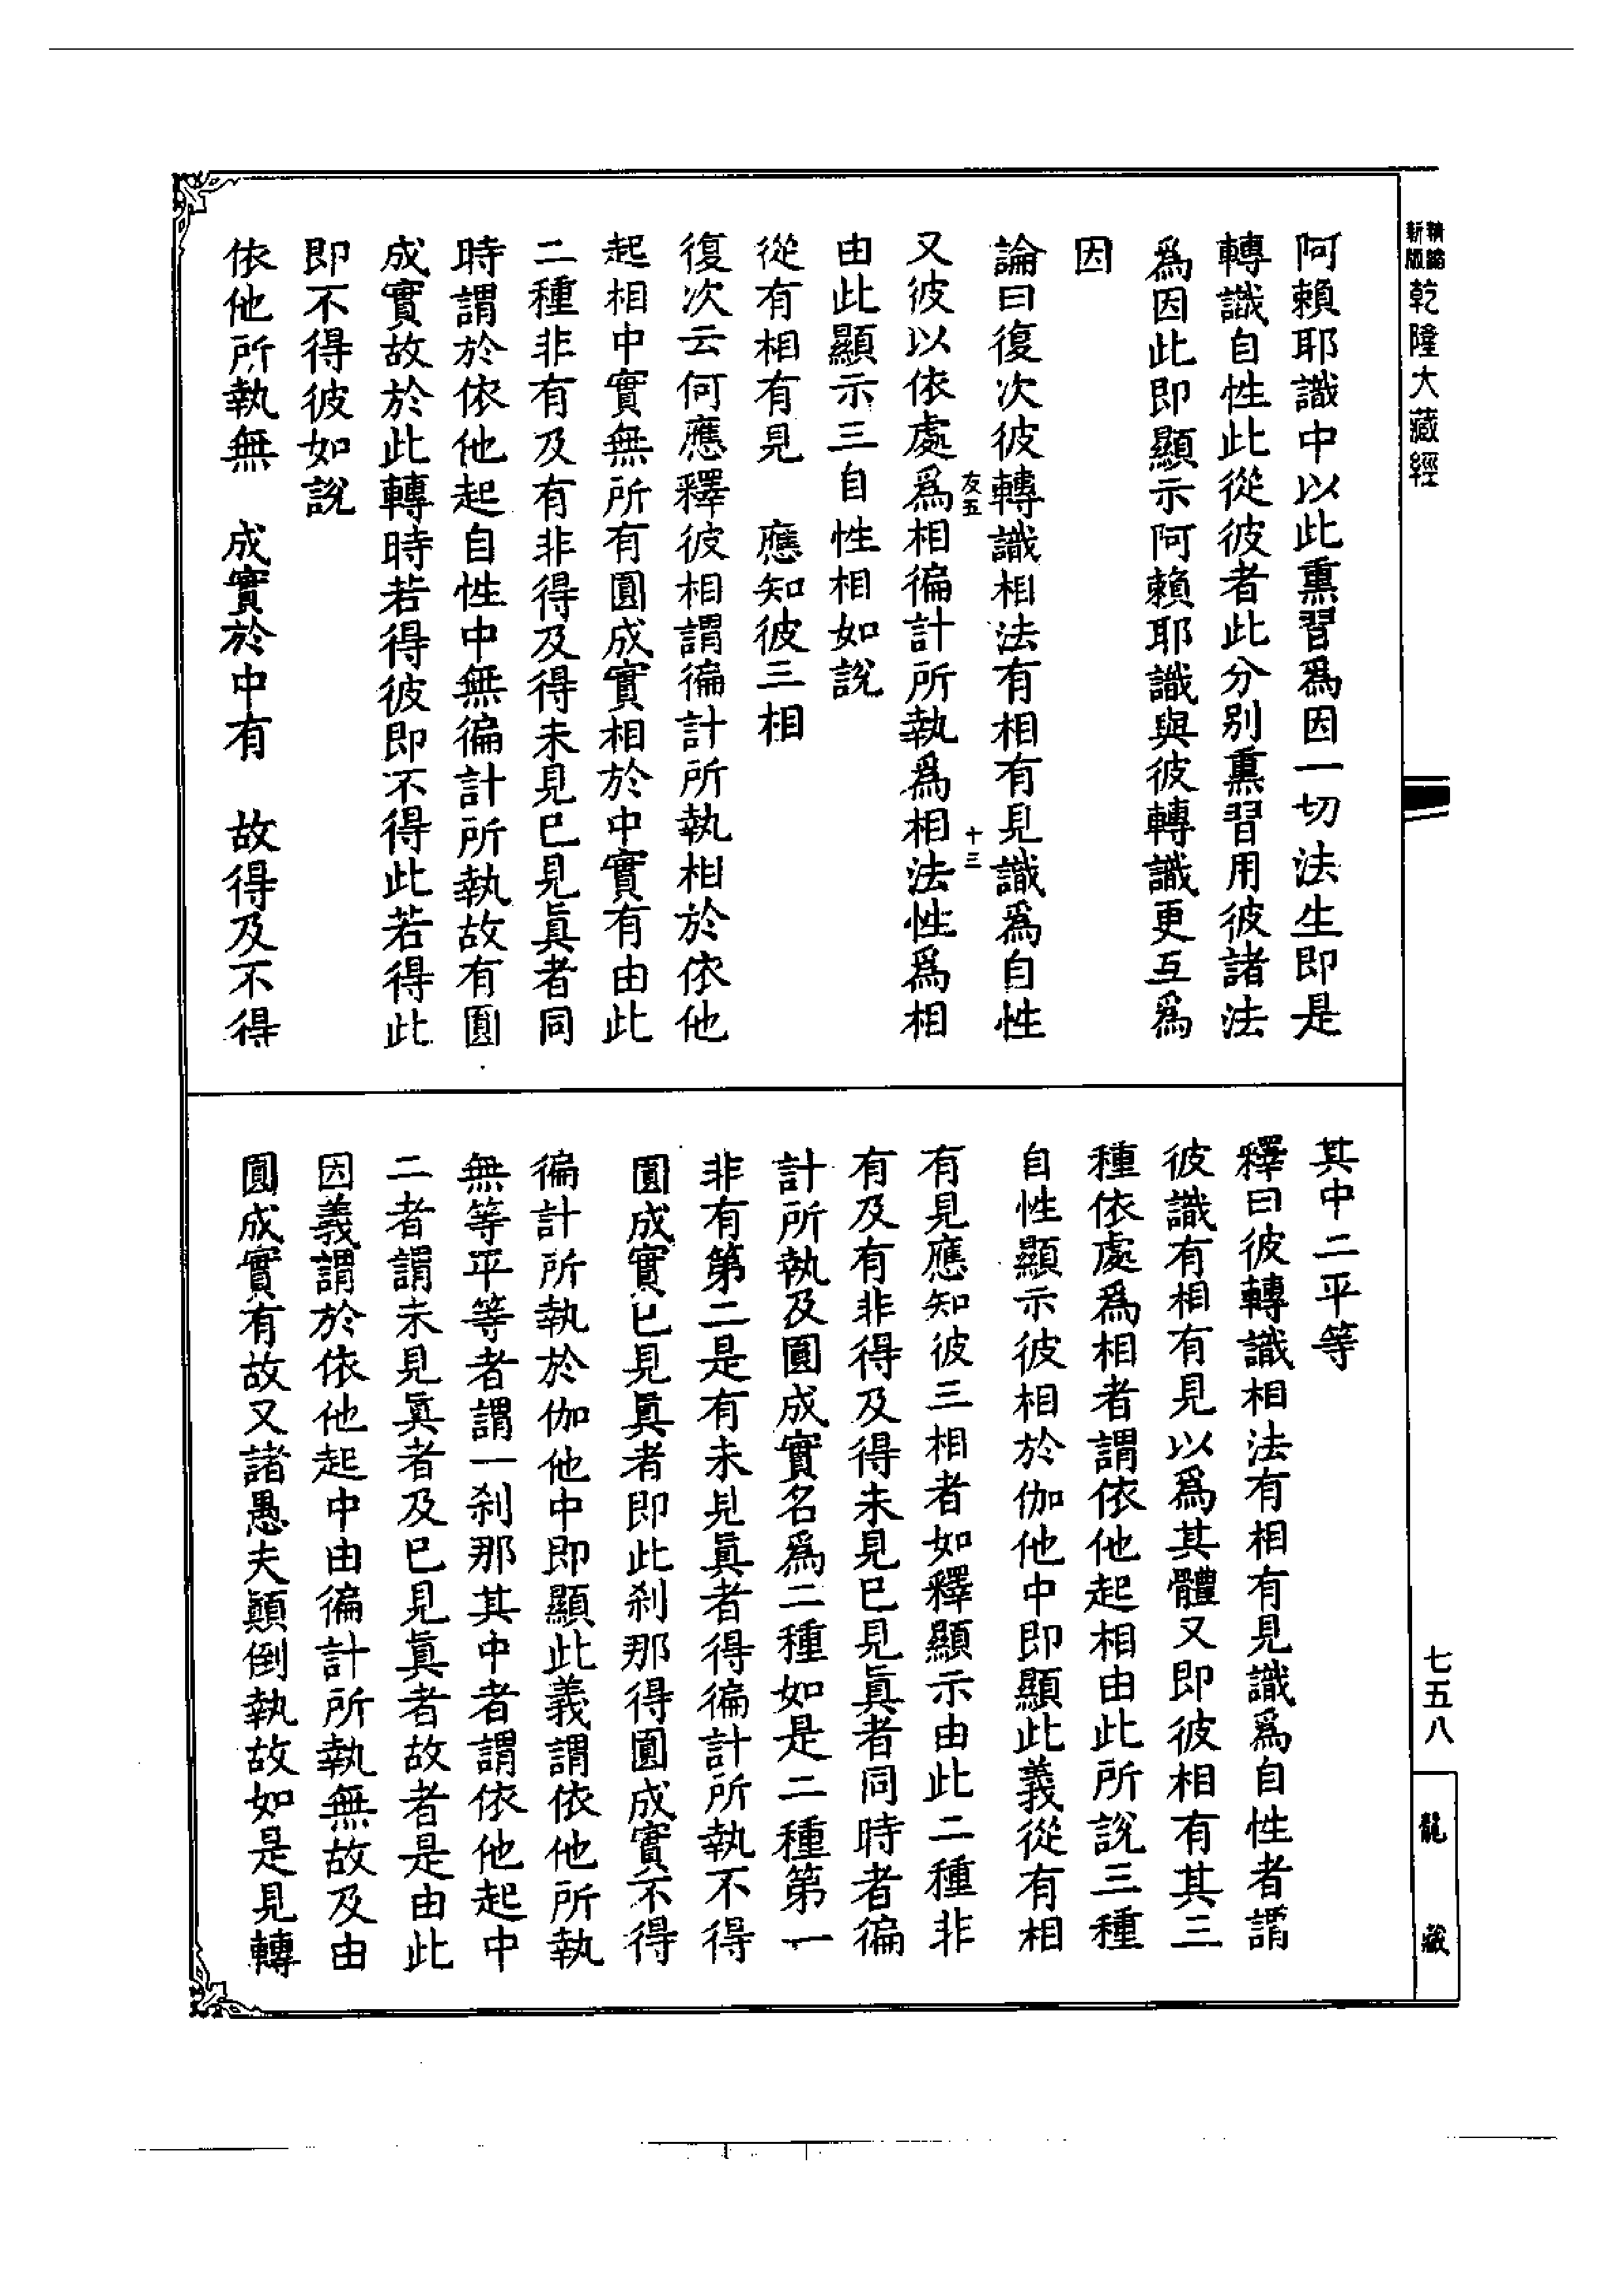 新版精縮乾隆大藏經
七五八
龍藏
阿賴耶識中以此熏習爲因一切法生即是
轉識自性此從彼者此分別熏習用彼諸法
爲因此即顯示阿賴耶識與彼轉識更互爲
因
論曰復次彼轉識相法有相有見識爲自性
友五 十三
又彼以依處爲相徧計所執爲相法性爲相
由此顯示三自性相如說
從有相有見 應知彼三相
復次云何應釋彼相謂徧計所執相於依他
起相中實無所有圓成實相於中實有由此
二種非有及有非得及得未見已見眞者同
時謂於依他起自性中無徧計所執故有圓
成實故於此轉時若得彼即不得此若得此
即不得彼如說
依他所執無 成實於中有 故得及不得
其中二平等
釋曰彼轉識相法有相有見識爲自性者謂
彼識有相有見以爲其體又即彼相有其三
種依處爲相者謂依他起相由此所說三種
自性顯示彼相於伽他中即顯此義從有相
有見應知彼三相者如釋顯示由此二種非
有及有非得及得未見已見眞者同時者徧
計所執及圓成實名爲二種如是二種第一
非有第二是有未見眞者得徧計所執不得
圓成實已見眞者即此刹那得圓成實不得
徧計所執於伽他中即顯此義謂依他所執
無等平等者謂一刹那其中者謂依他起中
二者謂未見眞者及已見眞者故者是由此
因義謂於依他起中由徧計所執無故及由
圓成實有故又諸愚夫顚倒執故如是見轉